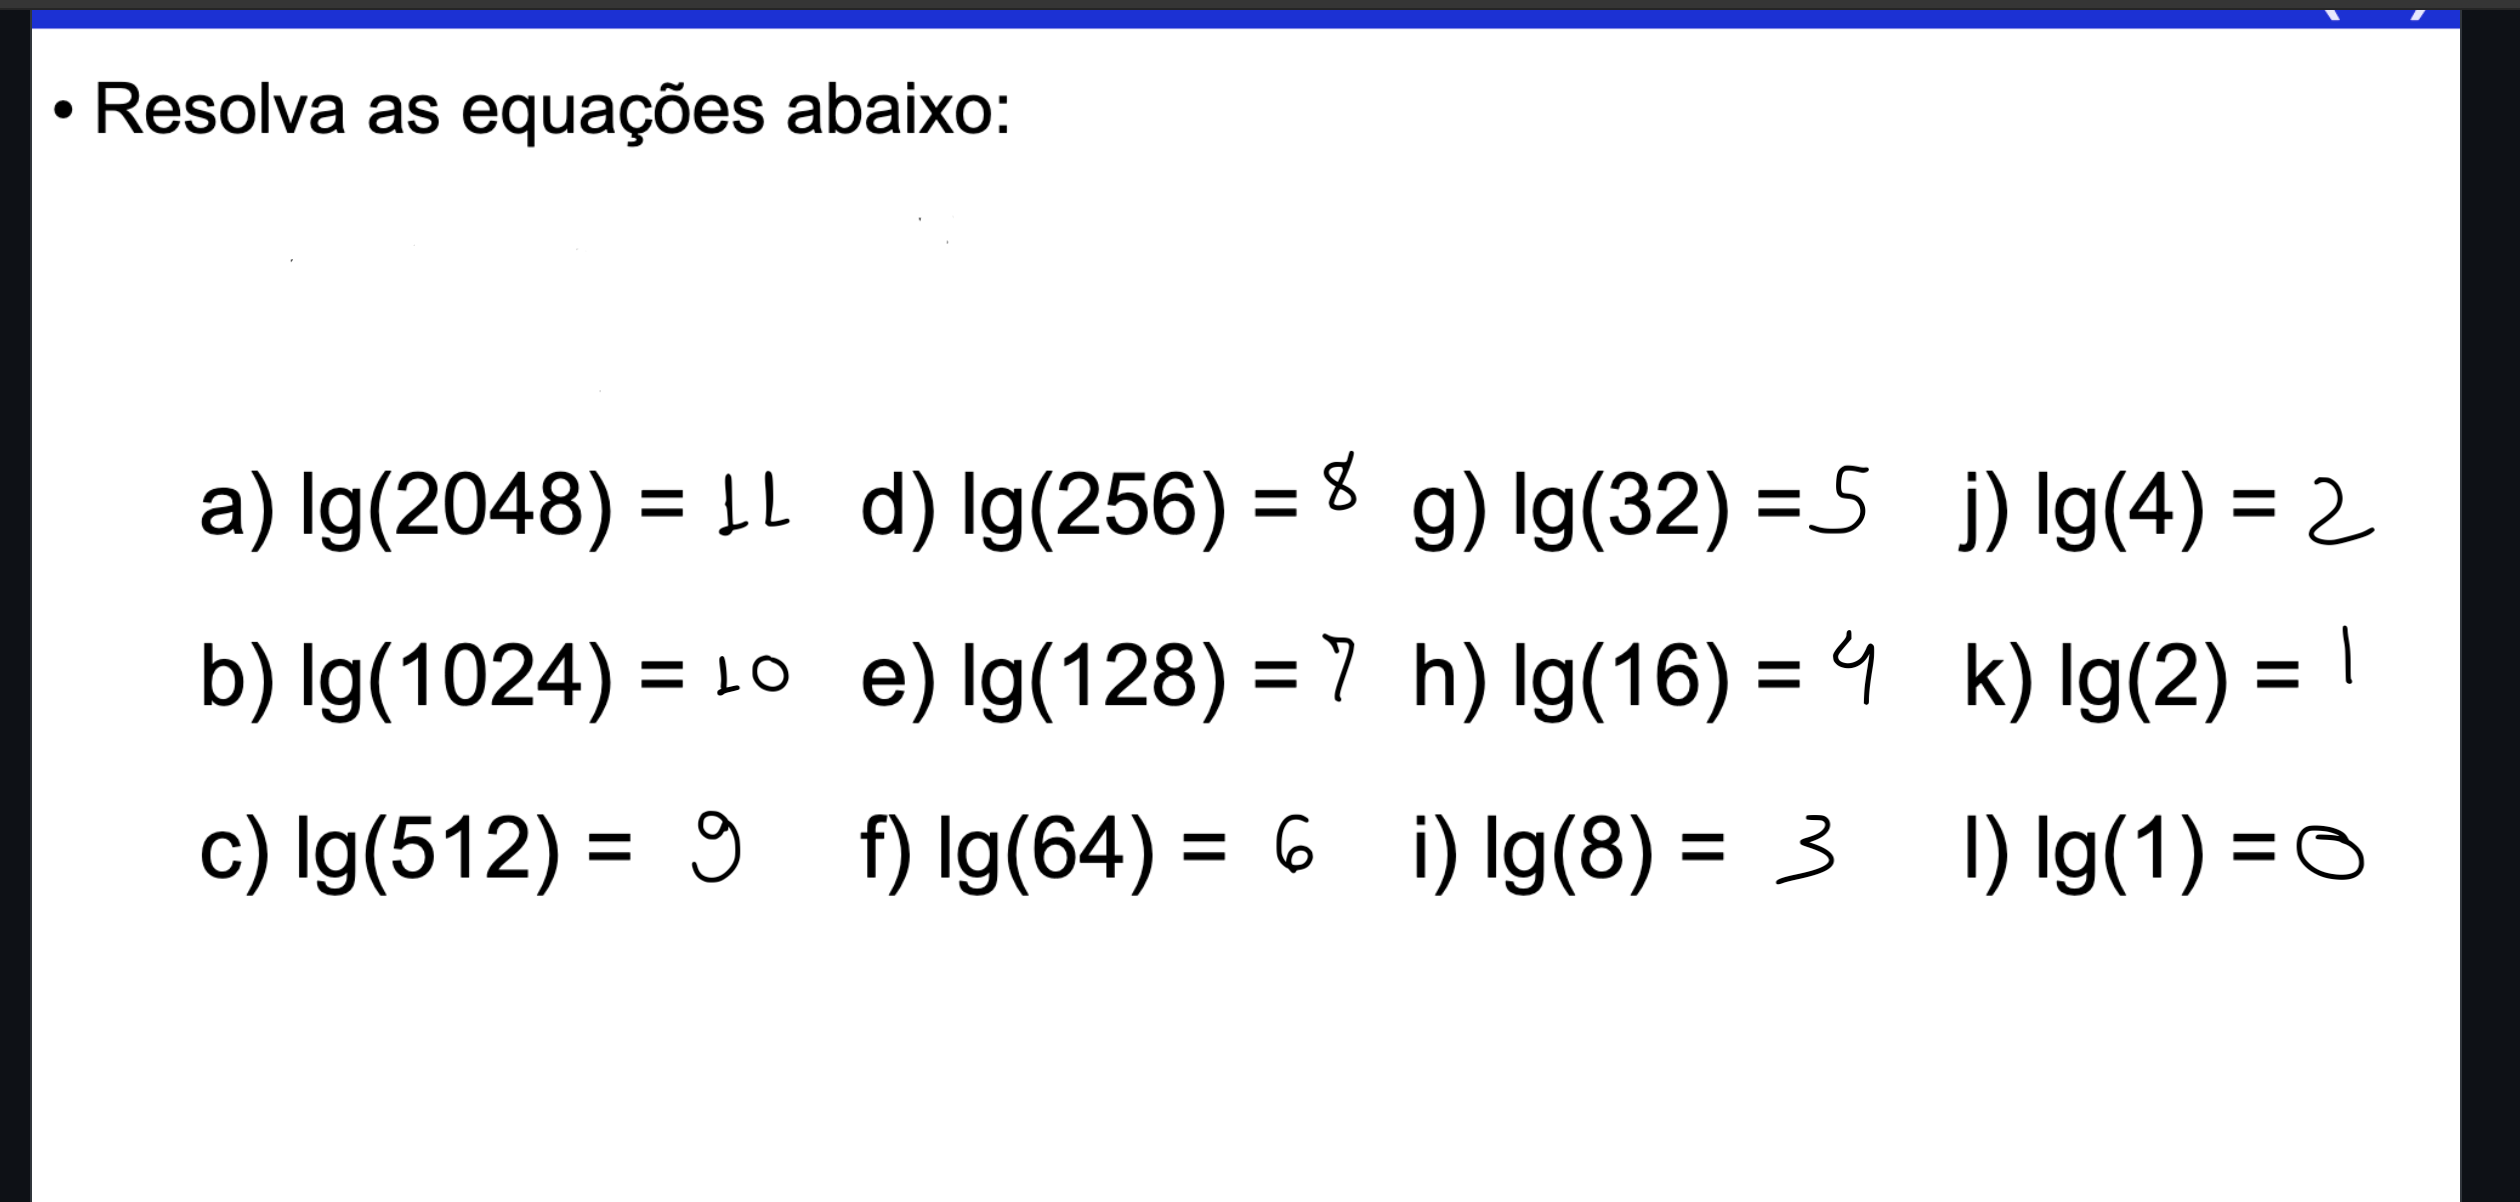 • Resolva as equações abaixo:
a) lg(2048) = 11 d) lg(256) = 8 g) lg(32) = 5 j) lg(4) = 2
b) lg(1024) = 10 e) lg(128) = 7 h) lg(16) = 4 k) lg(2) = 1
c) lg(512) = 9 f) lg(64) = 6 i) lg(8) = 3 l) lg(1) = 0